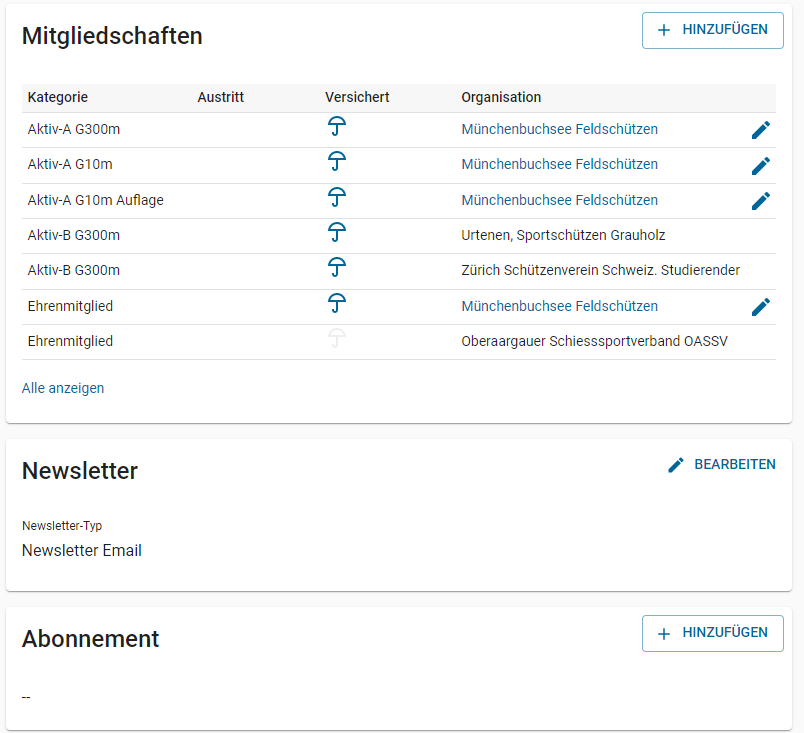 Mitgliedschaften
HINZUFÜGEN
Kategorie Austritt Versichert Organisation
Aktiv-A G300m Münchenbuchsee Feldschützen
Aktiv-A G10m Münchenbuchsee Feldschützen
Aktiv-A G10m Auflage Münchenbuchsee Feldschützen
Aktiv-B G300m Urtenen, Sportschützen Grauholz
Aktiv-B G300m Zürich Schützenverein Schweiz. Studierender
Ehrenmitglied Münchenbuchsee Feldschützen
Ehrenmitglied Oberaargauer Schiesssportverband OASSV
Alle anzeigen
Newsletter
BEARBEITEN
Newsletter-Typ
Newsletter Email
Abonnement
HINZUFÜGEN
--